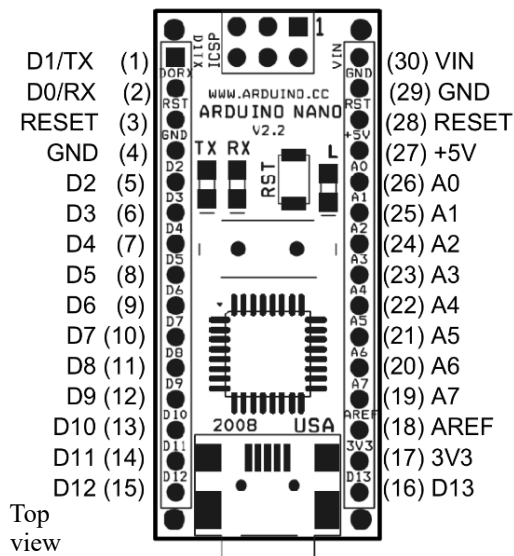 D1/TX (1)
D0/RX (2)
RESET (3)
GND (4)
D2 (5)
D3 (6)
D4 (7)
D5 (8)
D6 (9)
D7 (10)
D8 (11)
D9 (12)
D10 (13)
D11 (14)
D12 (15)
Top
view
D1TX
DORX
RST
GND
D2
D3
D4
D5
D6
D7
D8
D9
D10
D11
D12
ICSP
1
WWW.ARDUINO.CC
ARDUINO NANO
V2.2
TX RX
RST
L
2008 USA
VIN
GND
RST
+5V
A0
A1
A2
A3
A4
A5
A6
A7
AREF
3V3
D13
(30) VIN
(29) GND
(28) RESET
(27) +5V
(26) A0
(25) A1
(24) A2
(23) A3
(22) A4
(21) A5
(20) A6
(19) A7
(18) AREF
(17) 3V3
(16) D13